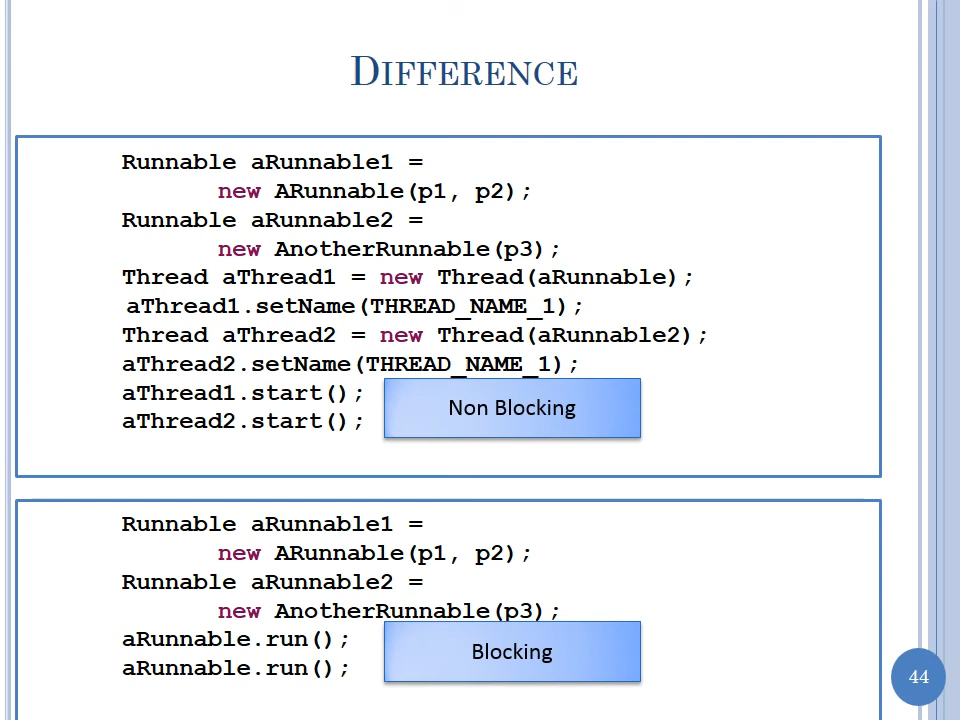 DIFFERENCE
Runnable aRunnable1 =
new ARunnable(p1, p2);
Runnable aRunnable2 =
new AnotherRunnable(p3);
Thread aThread1 = new Thread(aRunnable);
aThread1.setName(THREAD_NAME_1);
Thread aThread2 = new Thread(aRunnable2);
aThread2.setName(THREAD_NAME_1);
aThread1.start();
aThread2.start();
Non Blocking
Runnable aRunnable1 =
new ARunnable(p1, p2);
Runnable aRunnable2 =
new AnotherRunnable(p3);
aRunnable.run();
aRunnable.run();
Blocking
44